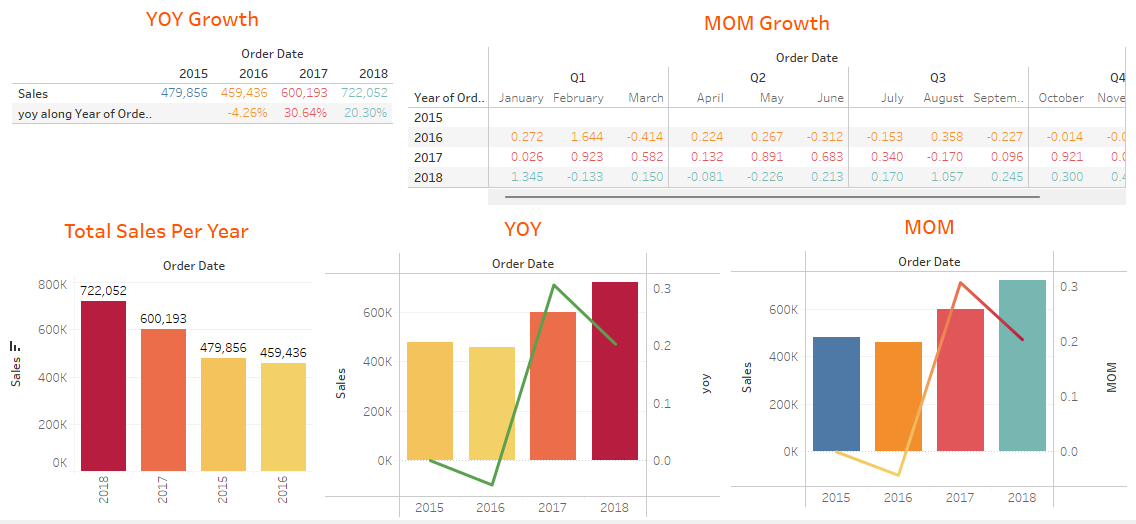 YOY Growth
Order Date
2015 2016 2017 2018
Sales 479,856 459,436 600,193 722,052
yoy along Year of Orde.. -4.26% 30.64% 20.30%
MOM Growth
Order Date
Q1 Q2 Q3 Q4
Year of Ord.. January February March April May June July August Septem.. October Nove
2015
2016 0.272 1.644 -0.414 0.224 0.267 -0.312 -0.153 0.358 -0.227 -0.014 -0.0
2017 0.026 0.923 0.582 0.132 0.891 0.683 0.340 -0.170 0.096 0.921 0.0
2018 1.345 -0.133 0.150 -0.081 -0.226 0.213 0.170 1.057 0.245 0.300 0.4
Total Sales Per Year
Order Date
Sales
800K
600K
400K
200K
0K
722,052
600,193
479,856
459,436
2018 2017 2015 2016
YOY
Order Date
Sales
600K
400K
200K
0K
0.3
0.2
0.1
0.0
yoy
2015 2016 2017 2018
MOM
Order Date
Sales
600K
400K
200K
0K
0.3
0.2
0.1
0.0
MOM
2015 2016 2017 2018